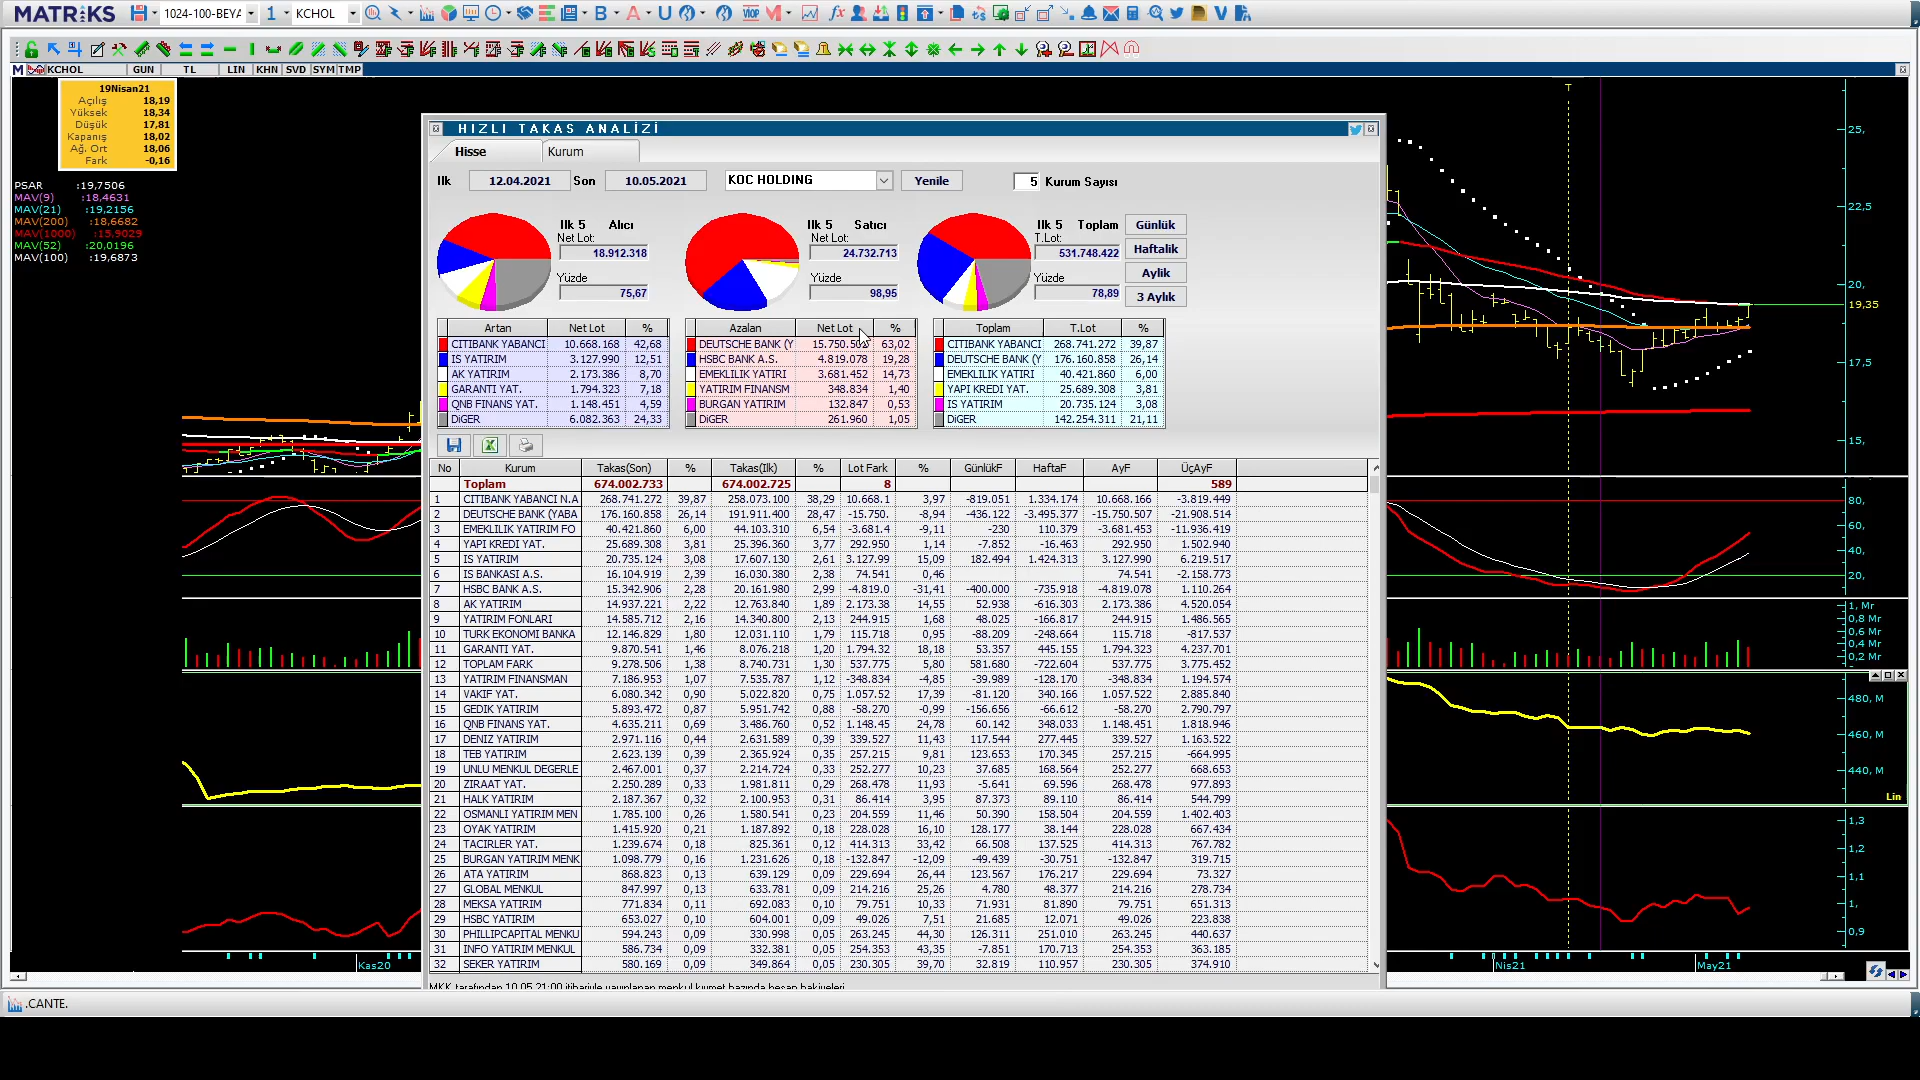 MATRIKS 1024-100-BEYA 1 KCHOL
M KCHOL GUN TL LIN KHN SVD SYM TMP
19Nisan21
Açılış 18,19
Yüksek 18,34
Düşük 17,81
Kapanış 18,02
Ağ. Ort 18,06
Fark -0,16
PSAR :19,7506
MAV(9) :18,4631
MAV(21) :19,2156
MAV(200) :18,6682
MAV(1000) :15,9029
MAV(52) :20,0196
MAV(100) :19,6873
HIZLI TAKAS ANALİZİ
Hisse Kurum
Ilk 12.04.2021 Son 10.05.2021 KOC HOLDING Yenile 5 Kurum Sayısı
Ilk 5 Alıcı
Net Lot:
18.912.318
Yüzde
75,67
Ilk 5 Satıcı
Net Lot:
24.732.713
Yüzde
98,95
Ilk 5 Toplam
T.Lot:
531.748.422
Yüzde
78,89
Günlük
Haftalik
Aylik
3 Aylik
Artan Net Lot %
CITIBANK YABANCI 10.668.168 42,68
IS YATIRIM 3.127.990 12,51
AK YATIRIM 2.173.386 8,70
GARANTI YAT. 1.794.323 7,18
QNB FINANS YAT. 1.148.451 4,59
DiGER 6.082.363 24,33
Azalan Net Lot %
DEUTSCHE BANK (Y 15.750.507 63,02
HSBC BANK A.S. 4.819.078 19,28
EMEKLILIK YATIRI 3.681.452 14,73
YATIRIM FINANSM 348.834 1,40
BURGAN YATIRIM 132.847 0,53
DiGER 261.960 1,05
Toplam T.Lot %
CITIBANK YABANCI 268.741.272 39,87
DEUTSCHE BANK (Y 176.160.858 26,14
EMEKLILIK YATIRI 40.421.860 6,00
YAPI KREDI YAT. 25.689.308 3,81
IS YATIRIM 20.735.124 3,08
DiGER 142.254.311 21,11
No Kurum Takas(Son) % Takas(Ilk) % Lot Fark % GünlükF HaftaF AyF ÜçAyF
Toplam 674.002.733 674.002.725 8 589
1 CITIBANK YABANCI N.A 268.741.272 39,87 258.073.100 38,29 10.668.1 3,97 -819.051 1.334.174 10.668.166 -3.819.449
2 DEUTSCHE BANK (YABA 176.160.858 26,14 191.911.400 28,47 -15.750. -8,94 -436.122 -3.495.377 -15.750.507 -21.908.514
3 EMEKLILIK YATIRIM FO 40.421.860 6,00 44.103.310 6,54 -3.681.4 -9,11 -230 110.379 -3.681.453 -11.936.419
4 YAPI KREDI YAT. 25.689.308 3,81 25.396.360 3,77 292.950 1,14 -7.852 -16.463 292.950 1.502.940
5 IS YATIRIM 20.735.124 3,08 17.607.130 2,61 3.127.99 15,09 182.494 1.424.313 3.127.990 6.219.517
6 IS BANKASI A.S. 16.104.919 2,39 16.030.380 2,38 74.541 0,46 74.541 -2.158.773
7 HSBC BANK A.S. 15.342.906 2,28 20.161.980 2,99 -4.819.0 -31,41 -400.000 -735.918 -4.819.078 1.110.264
8 AK YATIRIM 14.937.221 2,22 12.763.840 1,89 2.173.38 14,55 52.938 -616.303 2.173.386 4.520.054
9 YATIRIM FONLARI 14.585.712 2,16 14.340.800 2,13 244.915 1,68 48.025 -166.817 244.915 1.486.565
10 TURK EKONOMI BANKA 12.146.829 1,80 12.031.110 1,79 115.718 0,95 -88.209 -248.664 115.718 -817.537
11 GARANTI YAT. 9.870.541 1,46 8.076.218 1,20 1.794.32 18,18 53.357 445.155 1.794.323 4.237.701
12 TOPLAM FARK 9.278.506 1,38 8.740.731 1,30 537.775 5,80 581.680 -722.604 537.775 3.775.452
13 YATIRIM FINANSMAN 7.186.953 1,07 7.535.787 1,12 -348.834 -4,85 -39.989 -128.170 -348.834 1.194.574
14 VAKIF YAT. 6.080.342 0,90 5.022.820 0,75 1.057.52 17,39 -81.120 340.166 1.057.522 2.885.840
15 GEDIK YATIRIM 5.893.472 0,87 5.951.742 0,88 -58.270 -0,99 -156.656 -66.612 -58.270 2.790.797
16 QNB FINANS YAT. 4.635.211 0,69 3.486.760 0,52 1.148.45 24,78 60.142 348.033 1.148.451 1.818.946
17 DENIZ YATIRIM 2.971.116 0,44 2.631.589 0,39 339.527 11,43 117.544 277.445 339.527 1.163.522
18 TEB YATIRIM 2.623.139 0,39 2.365.924 0,35 257.215 9,81 123.653 170.345 257.215 -664.995
19 UNLU MENKUL DEGERLE 2.467.001 0,37 2.214.724 0,33 252.277 10,23 37.685 168.564 252.277 668.653
20 ZIRAAT YAT. 2.250.289 0,33 1.981.811 0,29 268.478 11,93 -5.641 69.596 268.478 977.893
21 HALK YATIRIM 2.187.367 0,32 2.100.953 0,31 86.414 3,95 87.373 89.110 86.414 544.799
22 OSMANLI YATIRIM MEN 1.785.100 0,26 1.580.541 0,23 204.559 11,46 50.390 158.504 204.559 1.402.403
23 OYAK YATIRIM 1.415.920 0,21 1.187.892 0,18 228.028 16,10 128.177 38.144 228.028 667.434
24 TACIRLER YAT. 1.239.674 0,18 825.361 0,12 414.313 33,42 66.508 137.525 414.313 767.782
25 BURGAN YATIRIM MENK 1.098.779 0,16 1.231.626 0,18 -132.847 -12,09 -49.439 -30.751 -132.847 319.715
26 ATA YATIRIM 868.823 0,13 639.129 0,09 229.694 26,44 123.567 176.217 229.694 73.327
27 GLOBAL MENKUL 847.997 0,13 633.781 0,09 214.216 25,26 4.780 48.377 214.216 278.734
28 MEKSA YATIRIM 771.834 0,11 692.083 0,10 79.751 10,33 71.931 81.890 79.751 651.313
29 HSBC YATIRIM 653.027 0,10 604.001 0,09 49.026 7,51 21.685 12.071 49.026 223.838
30 PHILLIPCAPITAL MENKU 594.243 0,09 330.998 0,05 263.245 44,30 126.311 251.010 263.245 440.637
31 INFO YATIRIM MENKUL 586.734 0,09 332.381 0,05 254.353 43,35 -7.851 170.713 254.353 363.185
32 SEKER YATIRIM 580.169 0,09 349.864 0,05 230.305 39,70 32.819 110.957 230.305 374.910
MKK tarafından 10.05 21:00 itibariyle yayınlanan menkul kıymet bazında hesap bakiyeleri
25,
22,5
20,
19,35
17,5
15,
80,
60,
40,
20,
1, Mr
0,8 Mr
0,6 Mr
0,4 Mr
0,2 Mr
480, M
460, M
440, M
Lin
1,3
1,2
1,1
1,
0,9
Kas20 Nis21 May21
.CANTE.